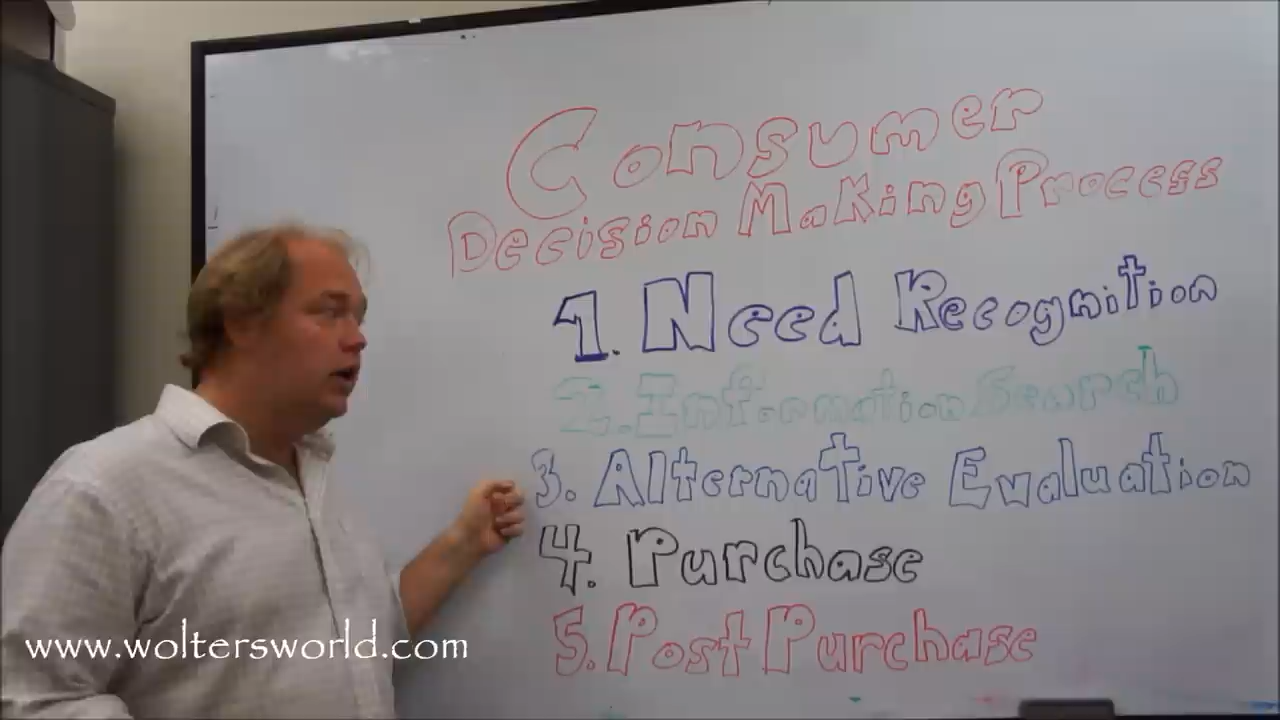 Consumer
Decision Making Process
1. Need Recognition
2. Information Search
3. Alternative Evaluation
4. Purchase
5. Post Purchase
www.woltersworld.com